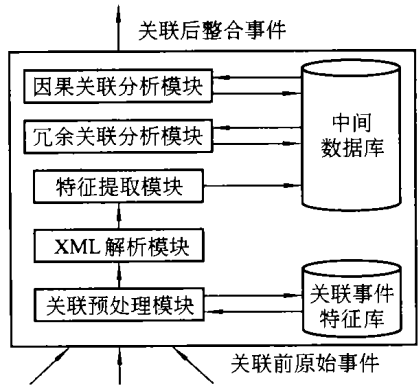 关联后整合事件
因果关联分析模块
冗余关联分析模块
中间
数据库
特征提取模块
XML 解析模块
关联预处理模块
关联事件
特征库
关联前原始事件